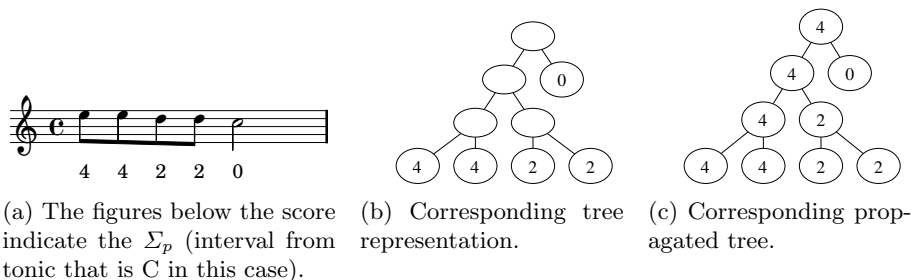 4 4 2 2 0
0
4 4 2 2
4
4 0
4 2
4 4 2 2
(a) The figures below the score
indicate the Σp (interval from
tonic that is C in this case).
(b) Corresponding tree
representation.
(c) Corresponding prop-
agated tree.